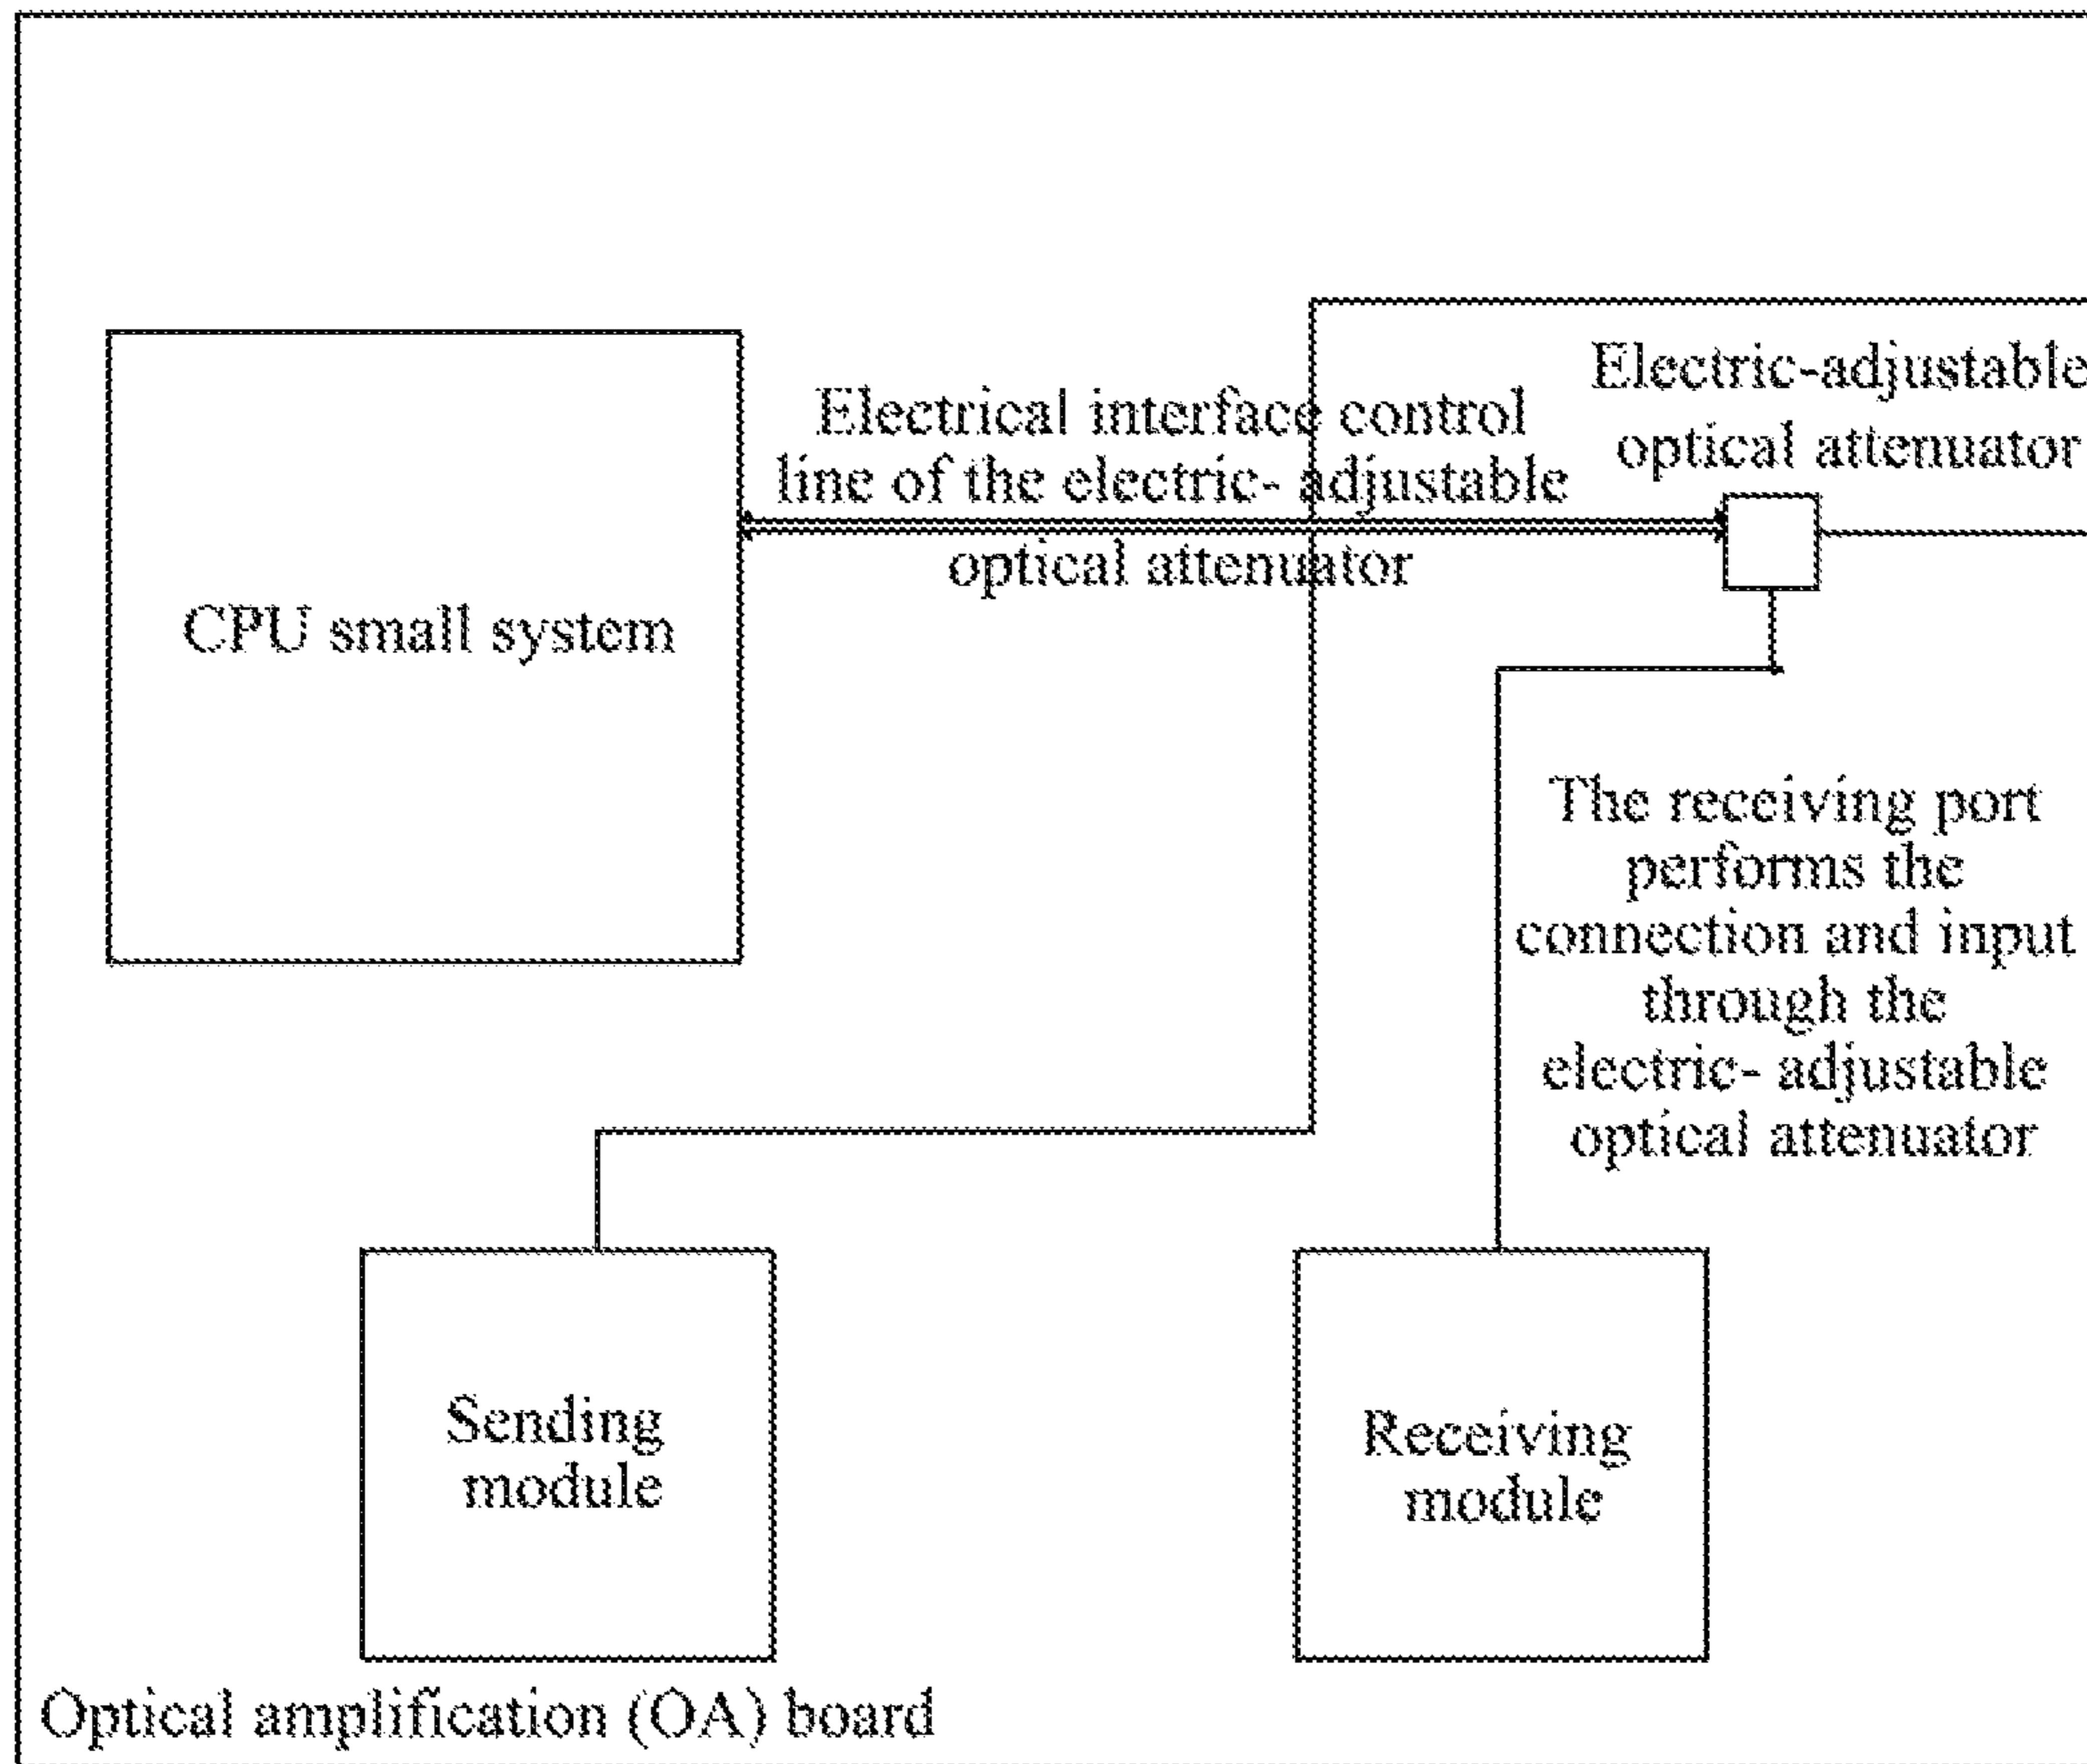 Electric-adjustable
optical attenuator
Electrical interface control
line of the electric- adjustable
optical attenuator
CPU small system
The receiving port
performs the
connection and input
through the
electric- adjustable
optical attenuator
Sending
module
Receiving
module
Optical amplification (OA) board